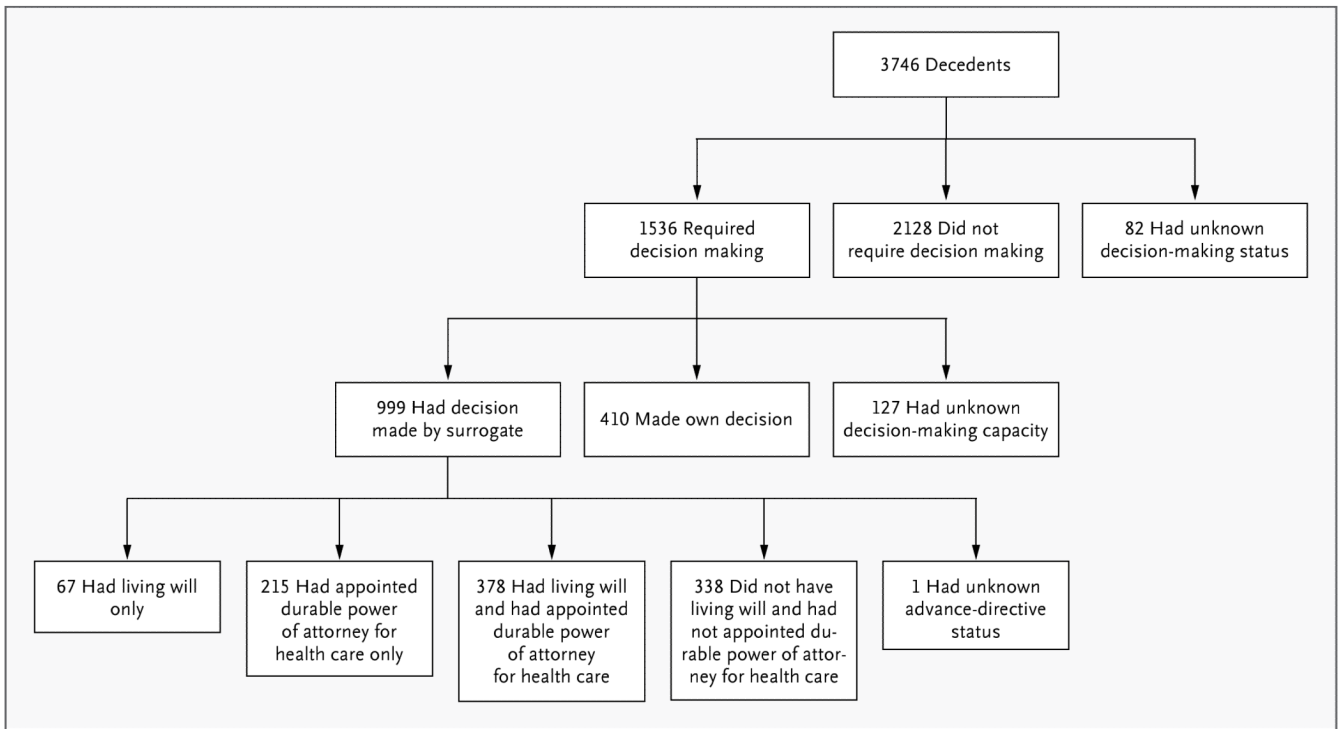 3746 Decedents
1536 Required
decision making
2128 Did not
require decision making
82 Had unknown
decision-making status
999 Had decision
made by surrogate
410 Made own decision
127 Had unknown
decision-making capacity
67 Had living will
only
215 Had appointed
durable power
of attorney for
health care only
378 Had living will
and had appointed
durable power
of attorney
for health care
338 Did not have
living will and had
not appointed du-
rable power of attor-
ney for health care
1 Had unknown
advance-directive
status